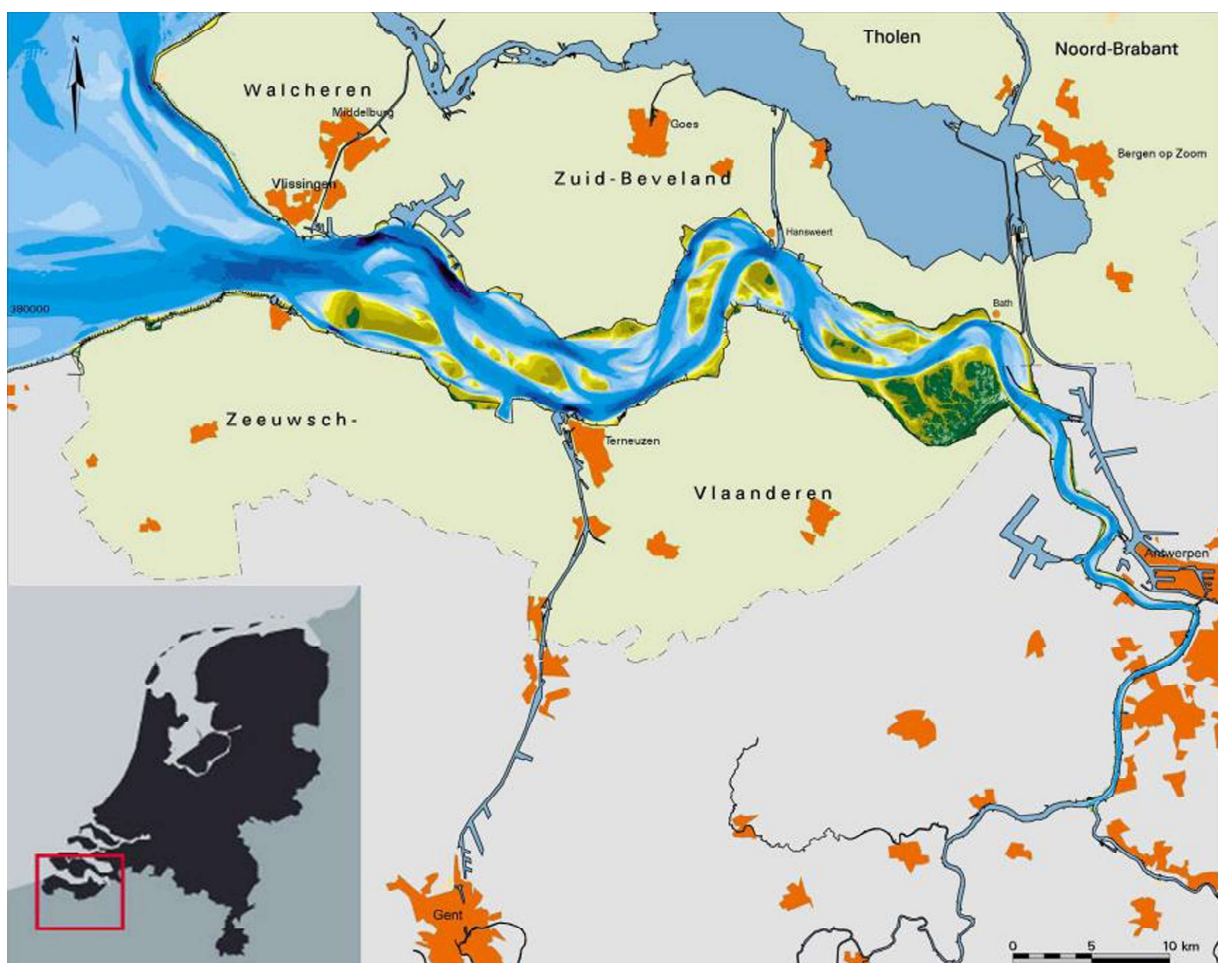 N
Tholen
Noord-Brabant
Walcheren
Middelburg
Goes
Bergen op Zoom
Vlissingen
Zuid-Beveland
Hansweert
380000
Bath
Zeeuwsch-
Terneuzen
Vlaanderen
Antwerpen
Gent
0 5 10 km